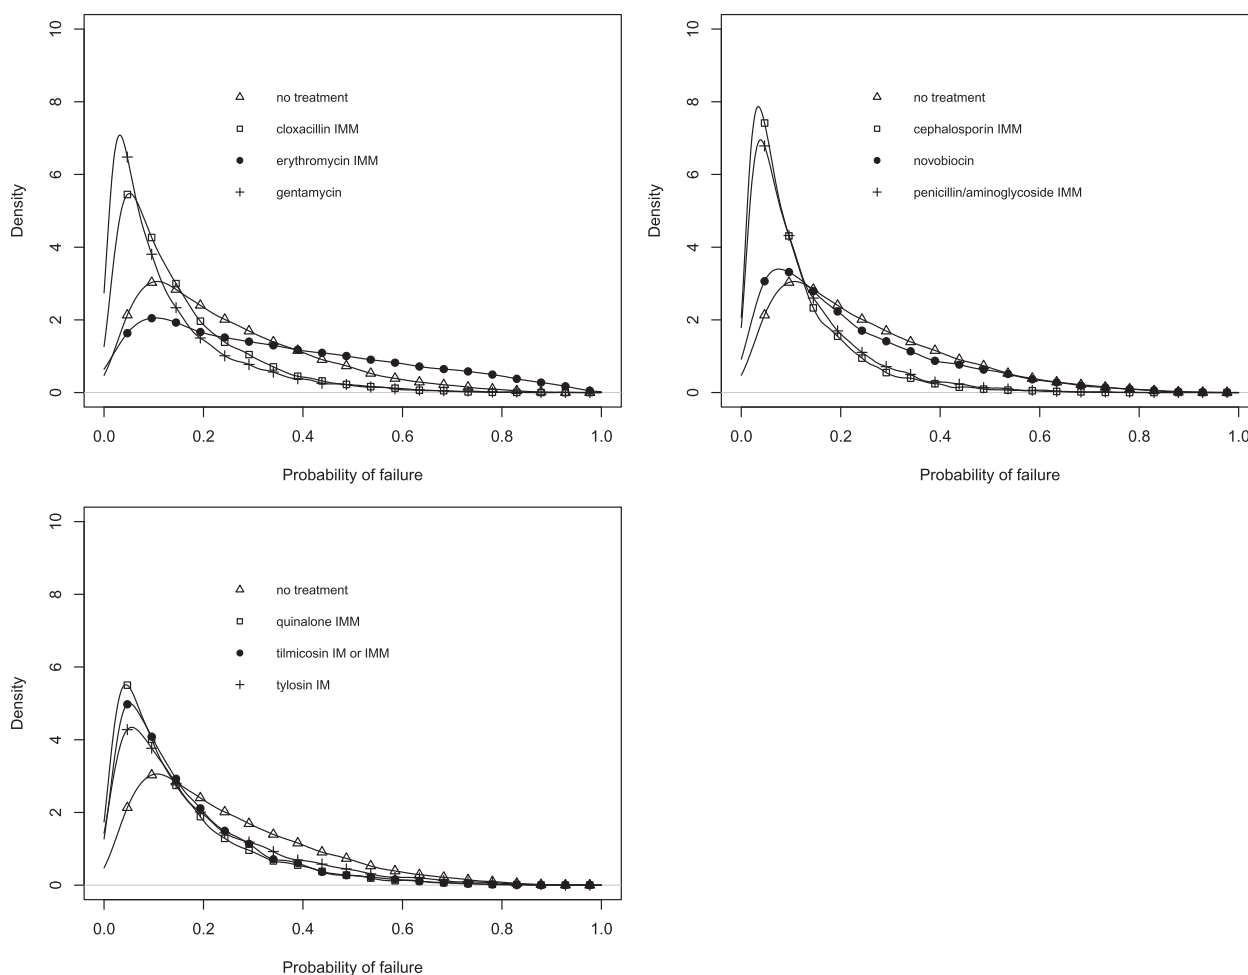 10
8
6
4
2
0
Density
no treatment
cloxacillin IMM
erythromycin IMM
gentamycin
0.0 0.2 0.4 0.6 0.8 1.0
Probability of failure
10
8
6
4
2
0
Density
no treatment
cephalosporin IMM
novobiocin
penicillin/aminoglycoside IMM
0.0 0.2 0.4 0.6 0.8 1.0
Probability of failure
10
8
6
4
2
0
Density
no treatment
quinalone IMM
tilmicosin IM or IMM
tylosin IM
0.0 0.2 0.4 0.6 0.8 1.0
Probability of failure